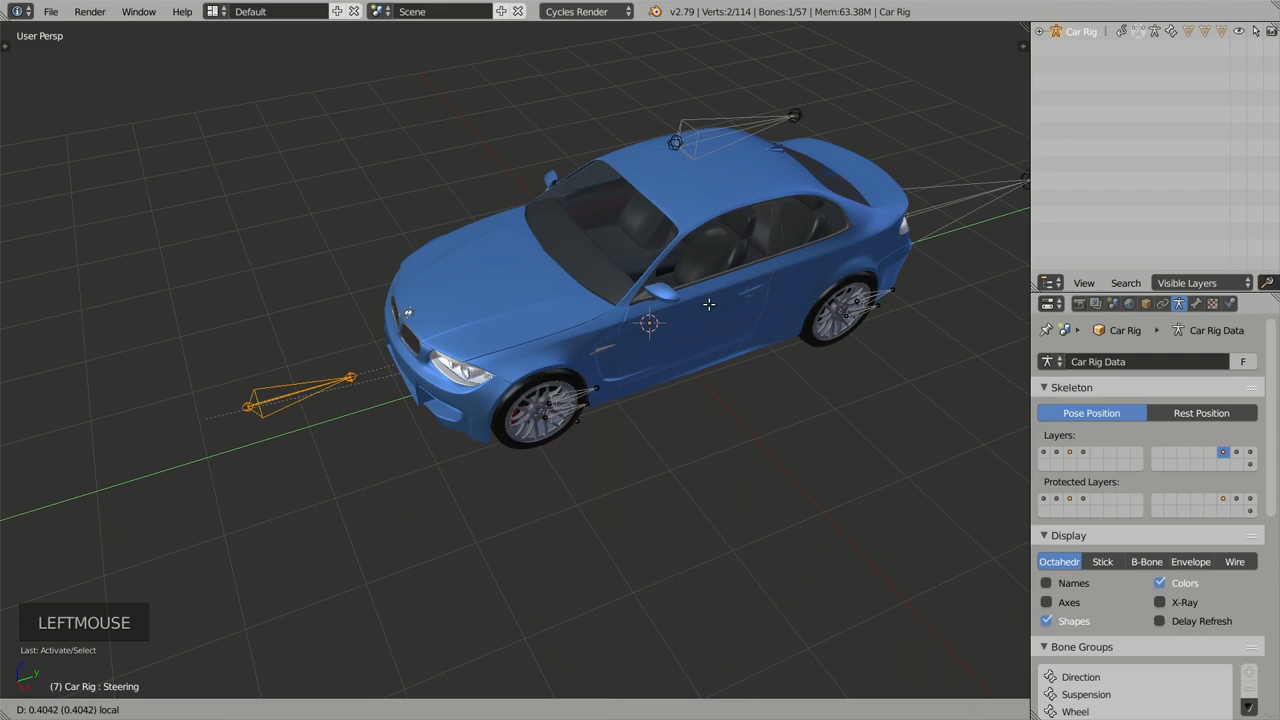 File Render Window Help Default Scene Cycles Render v2.79 | Verts:2/114 | Bones:1/57 | Mem:63.38M | Car Rig
User Persp
Car Rig
View Search Visible Layers
Car Rig Car Rig Data
Car Rig Data F
Skeleton
Pose Position Rest Position
Layers:
Protected Layers:
Display
Octahedr Stick B-Bone Envelope Wire
Names Colors
Axes X-Ray
Shapes Delay Refresh
Bone Groups
Direction
Suspension
Wheel
LEFTMOUSE
Last: Activate/Select
(7) Car Rig : Steering
D: 0.4042 (0.4042) local